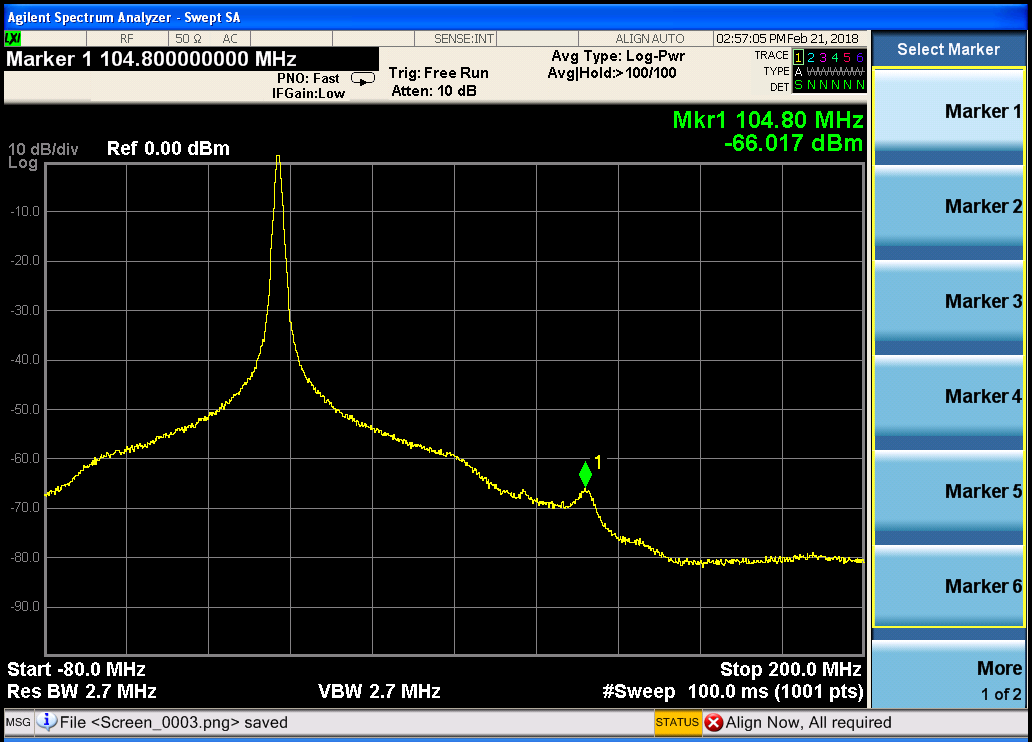 Agilent Spectrum Analyzer - Swept SA
LXI RF 50 Ω AC SENSE:INT ALIGN AUTO 02:57:05 PM Feb 21, 2018
Marker 1 104.800000000 MHz
PNO: Fast
IFGain:Low
Trig: Free Run
Atten: 10 dB
Avg Type: Log-Pwr
Avg|Hold:>100/100
TRACE 1 2 3 4 5 6
TYPE A WWWWW
DET S N N N N N
Mkr1 104.80 MHz
-66.017 dBm
10 dB/div
Log
Ref 0.00 dBm
-10.0
-20.0
-30.0
-40.0
-50.0
-60.0
-70.0
-80.0
-90.0
1
Start -80.0 MHz
Stop 200.0 MHz
Res BW 2.7 MHz
VBW 2.7 MHz
#Sweep 100.0 ms (1001 pts)
MSG File <Screen_0003.png> saved
STATUS Align Now, All required
Select Marker
Marker 1
Marker 2
Marker 3
Marker 4
Marker 5
Marker 6
More
1 of 2